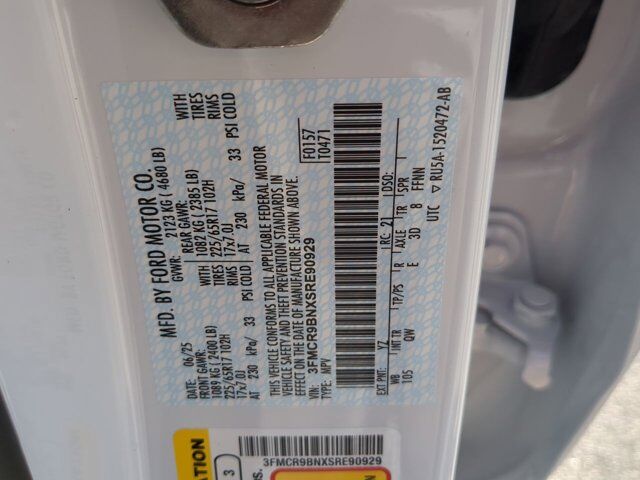 MFD. BY FORD MOTOR CO.
DATE: 06/25 GVWR: 2123 KG ( 4680 LB)
FRONT GAWR: REAR GAWR:
1089 KG ( 2400 LB) 1082 KG ( 2385 LB) WITH
225/65R17 102H TIRES 225/65R17 102H TIRES
17x7.0J RIMS 17x7.0J RIMS
AT 230 kPa/ 33 PSI COLD AT 230 kPa/ 33 PSI COLD
THIS VEHICLE CONFORMS TO ALL APPLICABLE FEDERAL MOTOR
VEHICLE SAFETY AND THEFT PREVENTION STANDARDS IN
EFFECT ON THE DATE OF MANUFACTURE SHOWN ABOVE.
VIN: 3FMCR9BNXSRE90929 F0157
TYPE: MPV T0471
EXT PNT: YZ RC: 21 DSO:
WB INT TR TP/PS R AXLE TR SPR
105 QW E 3D 8 FFWN
UTC ▽ RU5A-1520472-AB
3FMCR9BNXSRE90929
3